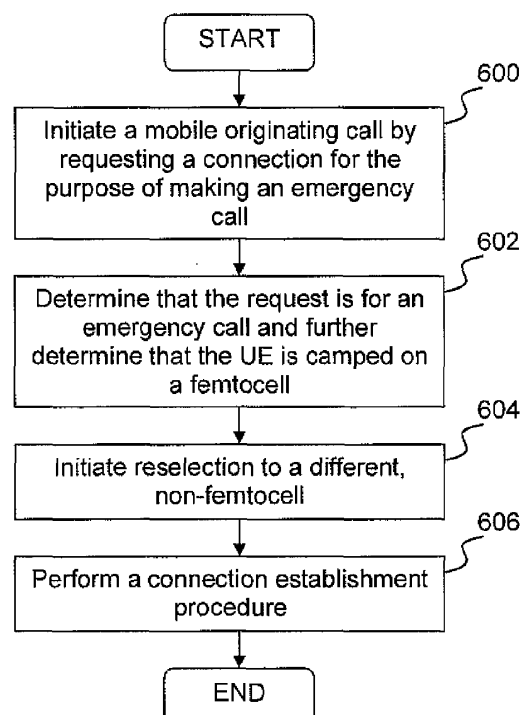 START
600
Initiate a mobile originating call by
requesting a connection for the
purpose of making an emergency
call
602
Determine that the request is for an
emergency call and further
determine that the UE is camped on
a femtocell
604
Initiate reselection to a different,
non-femtocell
606
Perform a connection establishment
procedure
END